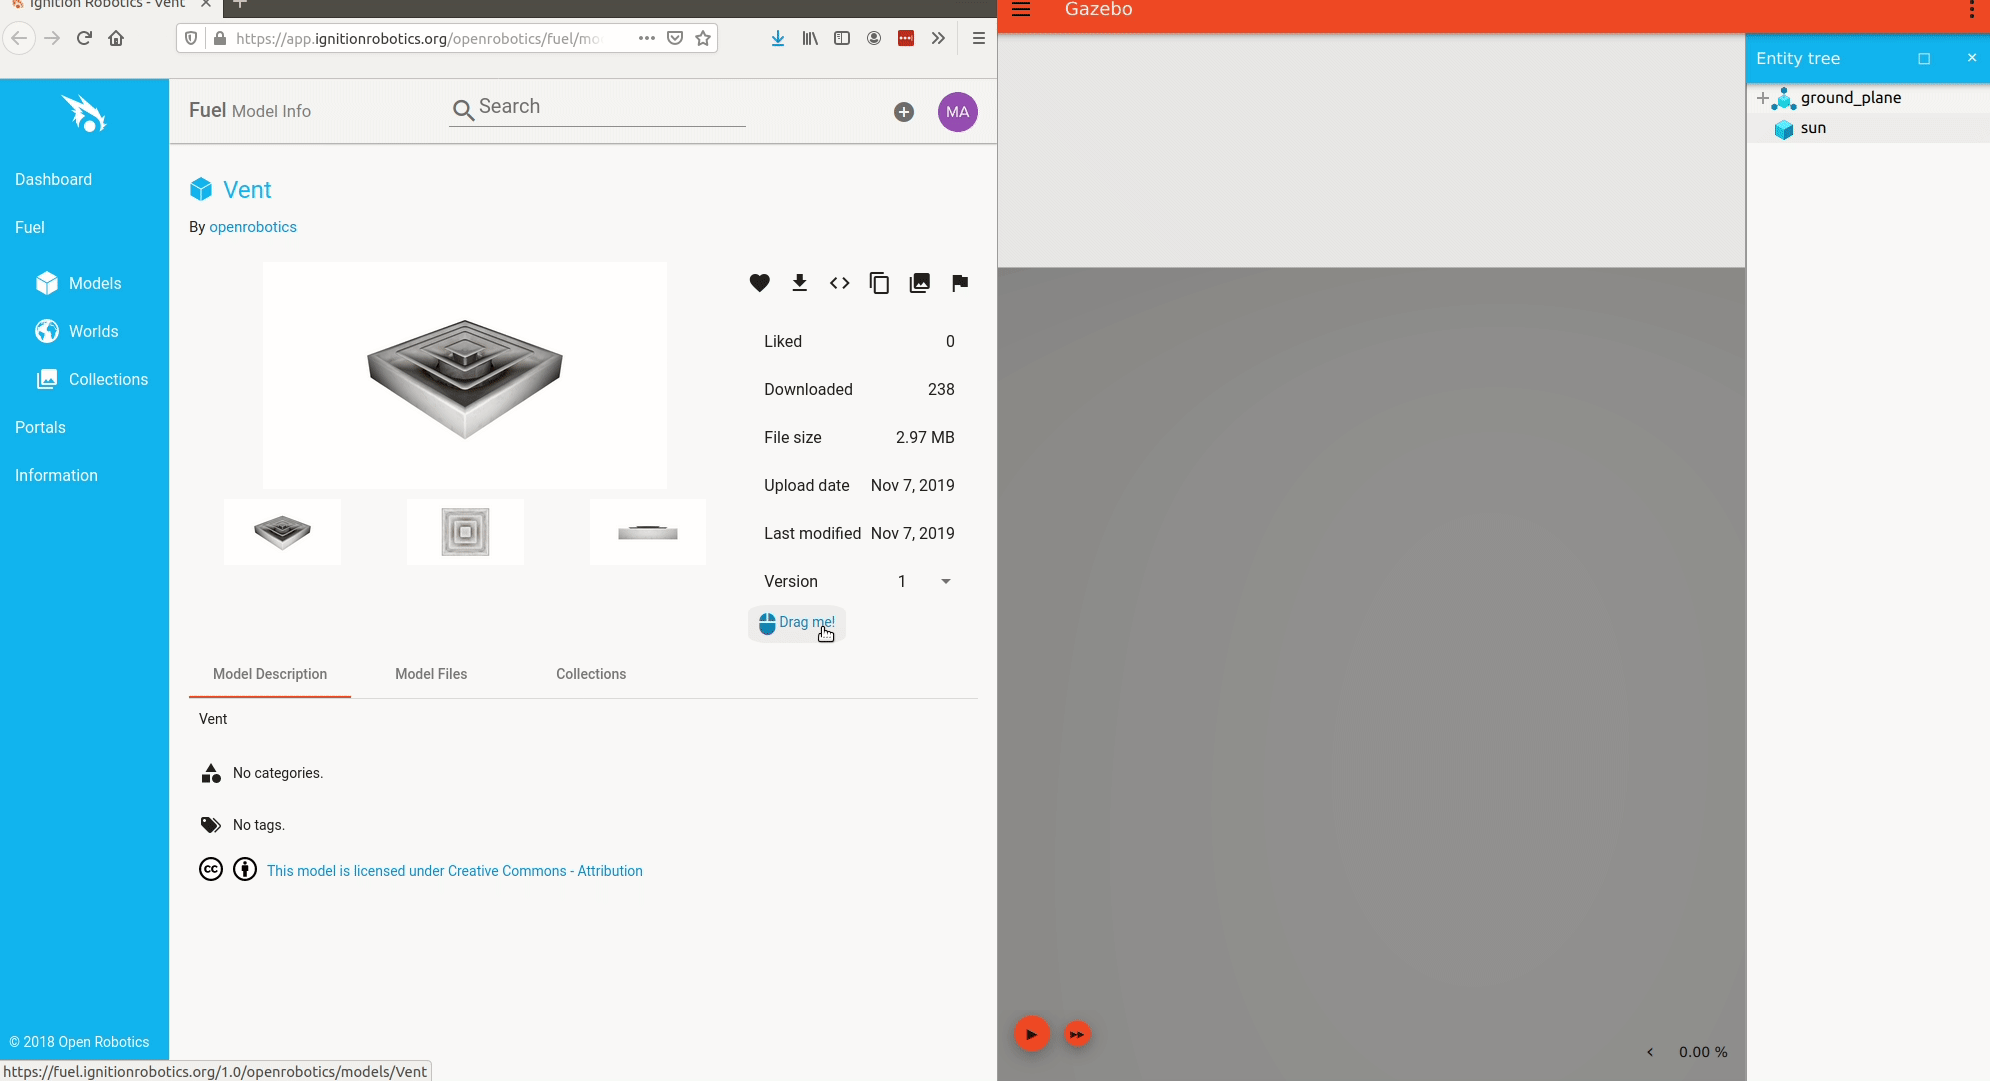 Ignition Robotics - Vent
https://app.ignitionrobotics.org/openrobotics/fuel/mo
Fuel Model Info
Search
MA
Dashboard
Fuel
Models
Worlds
Collections
Portals
Information
© 2018 Open Robotics
Vent
By openrobotics
Liked 0
Downloaded 238
File size 2.97 MB
Upload date Nov 7, 2019
Last modified Nov 7, 2019
Version 1
Drag me!
Model Description
Model Files
Collections
Vent
No categories.
No tags.
cc
This model is licensed under Creative Commons - Attribution
https://fuel.ignitionrobotics.org/1.0/openrobotics/models/Vent
Gazebo
Entity tree
ground_plane
sun
0.00 %